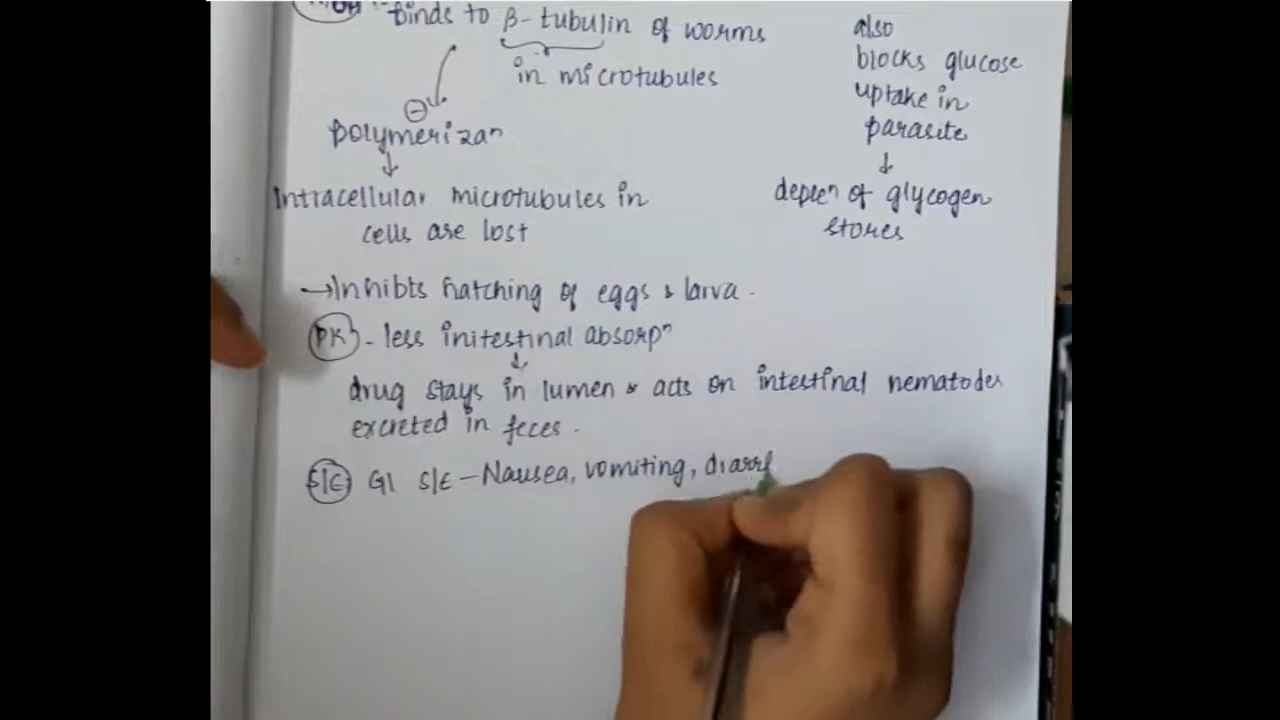 binds to β-tubulin of worms
in microtubules
⊖
polymerizaⁿ
↓
Intracellular microtubules in
cells are lost
also
blocks glucose
uptake in
parasite
↓
depleⁿ of glycogen
stores
→ Inhibts hatching of eggs & larva.
PK - less initestinal absorpⁿ
↓
drug stays in lumen & acts on intestinal nematodes
excreted in feces.
S/E GI S/E - Nausea, vomiting, diarrh